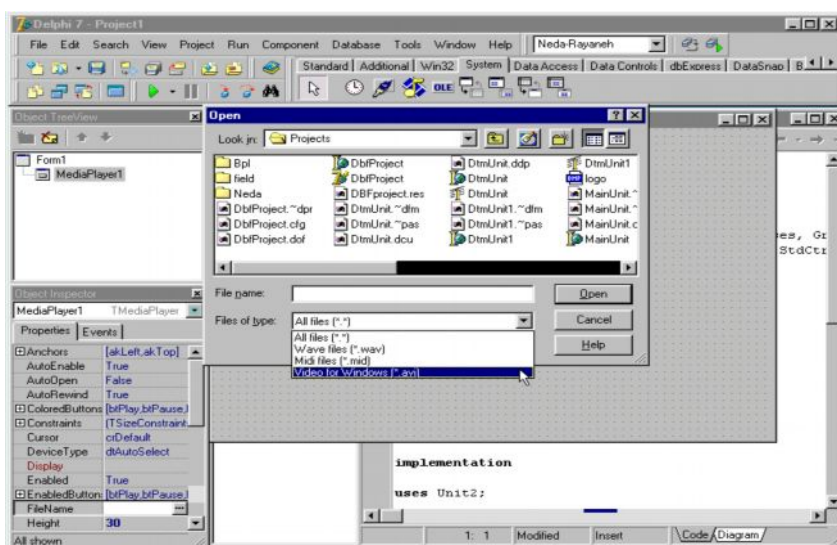 Delphi 7 - Project1
File Edit Search View Project Run Component Database Tools Window Help Neda-Rayaneh
Standard Additional Win32 System Data Access Data Controls dbExpress DataSnap B
OLE
Object TreeView
Form1
MediaPlayer1
Open
Look in: Projects
Bpl
field
Neda
DbfProject.~dpr
DbfProject.cfg
DbfProject.dof
DbfProject
DbfProject
DBFproject.res
DtmUnit.~dfm
DtmUnit.~pas
DtmUnit.dcu
DtmUnit.ddp
DtmUnit
DtmUnit
DtmUnit1.~dfm
DtmUnit1.~pas
DtmUnit1
DtmUnit1
logo
MainUnit.~
MainUnit.~
MainUnit.c
MainUnit
File name: Open
Files of type: All files (*.*) Cancel
Help
All files (*.*)
Wave files (*.wav)
Midi files (*.mid)
Video for Windows (*.avi)
es, Gr
StdCtr
Object Inspector
MediaPlayer1 TMediaPlayer
Properties Events
Anchors [akLeft,akTop]
AutoEnable True
AutoOpen False
AutoRewind True
ColoredButtons [btPlay,btPause,
Constraints (TSizeConstraint
Cursor crDefault
DeviceType dtAutoSelect
Display
Enabled True
EnabledButton [btPlay,btPause,
FileName
Height 30
All shown
implementation
uses Unit2;
1: 1 Modified Insert Code Diagram